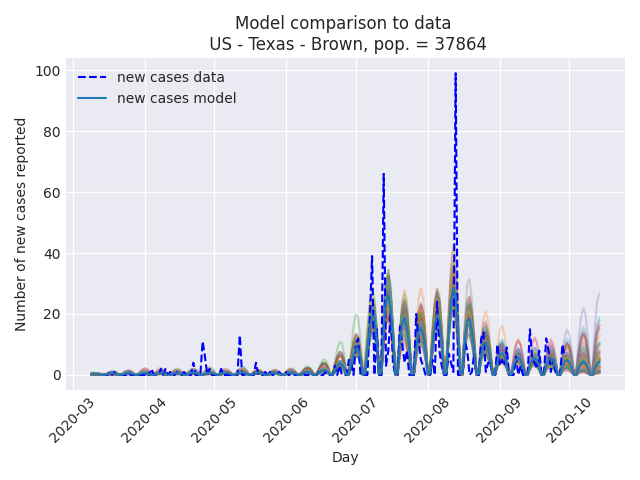 Model comparison to data
US - Texas - Brown, pop. = 37864
new cases data
new cases model
Number of new cases reported
100
80
60
40
20
0
2020-03
2020-04
2020-05
2020-06
2020-07
2020-08
2020-09
2020-10
Day